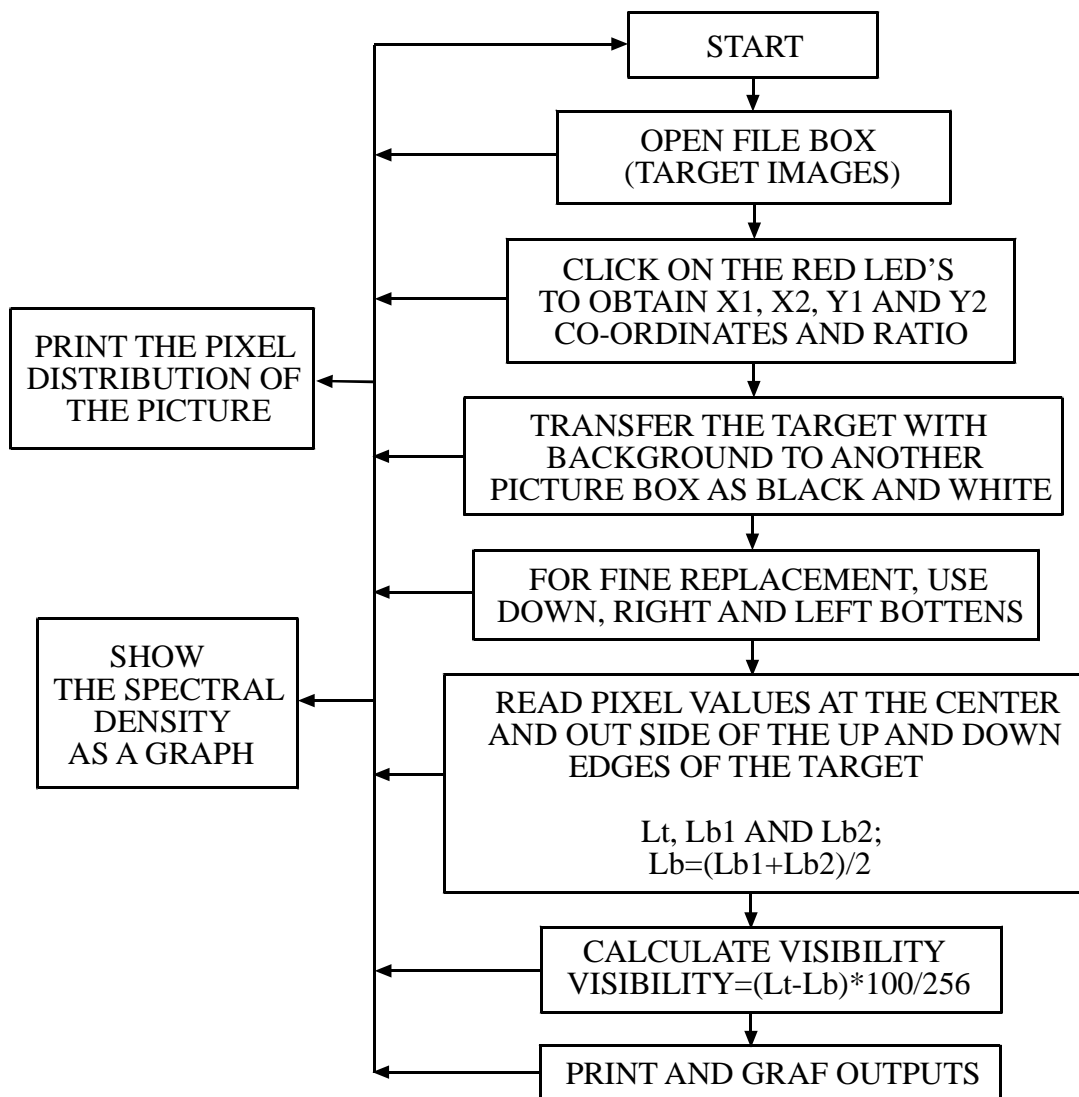 START
OPEN FILE BOX
(TARGET IMAGES)
CLICK ON THE RED LED'S
TO OBTAIN X1, X2, Y1 AND Y2
CO-ORDINATES AND RATIO
PRINT THE PIXEL
DISTRIBUTION OF
THE PICTURE
TRANSFER THE TARGET WITH
BACKGROUND TO ANOTHER
PICTURE BOX AS BLACK AND WHITE
FOR FINE REPLACEMENT, USE
DOWN, RIGHT AND LEFT BOTTENS
SHOW
THE SPECTRAL
DENSITY
AS A GRAPH
READ PIXEL VALUES AT THE CENTER
AND OUT SIDE OF THE UP AND DOWN
EDGES OF THE TARGET
Lt, Lb1 AND Lb2;
Lb=(Lb1+Lb2)/2
CALCULATE VISIBILITY
VISIBILITY=(Lt-Lb)*100/256
PRINT AND GRAF OUTPUTS